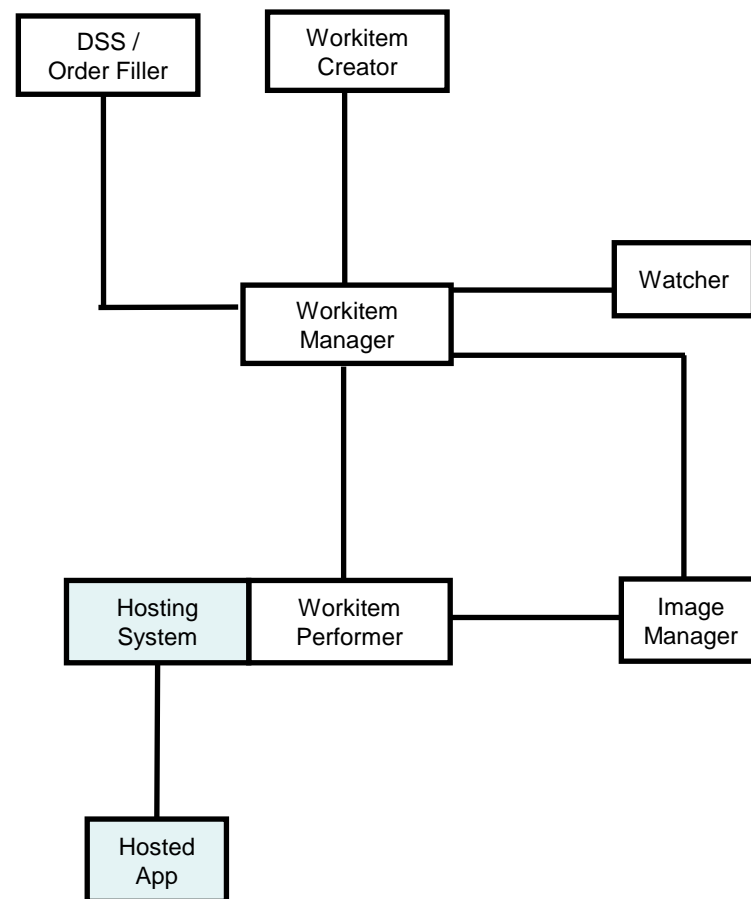 DSS /
Order Filler
Workitem
Creator
Watcher
Workitem
Manager
Hosting
System
Workitem
Performer
Image
Manager
Hosted
App